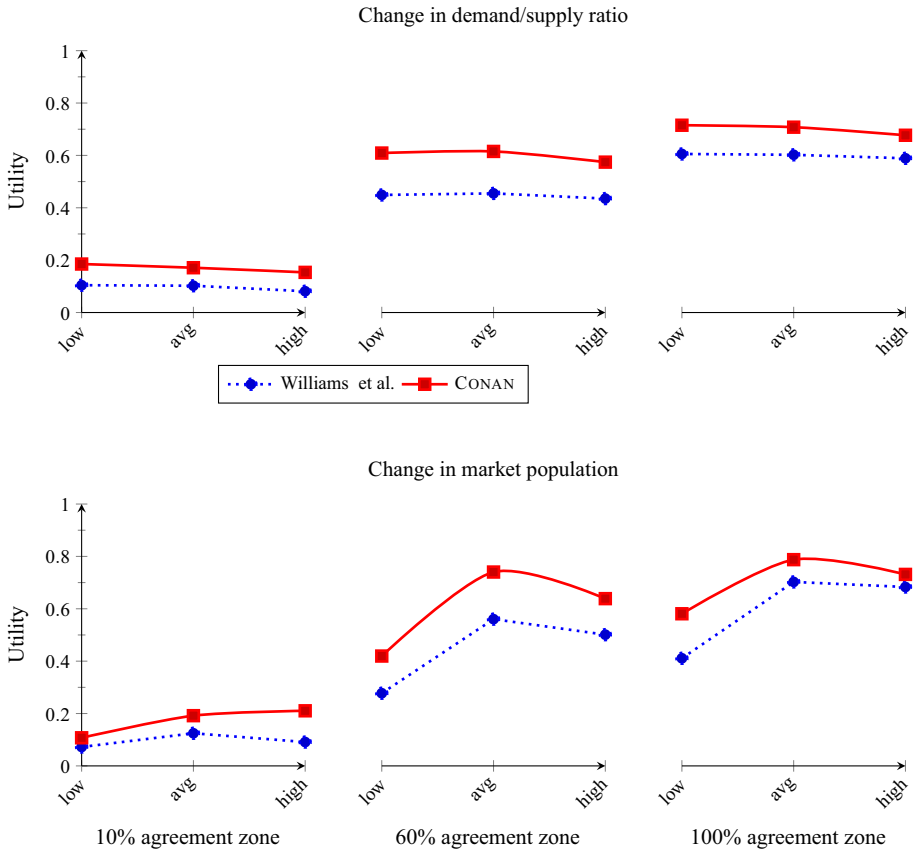 Change in demand/supply ratio
1
0.8
0.6
0.4
0.2
0
Utility
low avg high low avg high low avg high
Williams et al. CONAN
Change in market population
1
0.8
0.6
0.4
0.2
0
Utility
low avg high low avg high low avg high
10% agreement zone 60% agreement zone 100% agreement zone